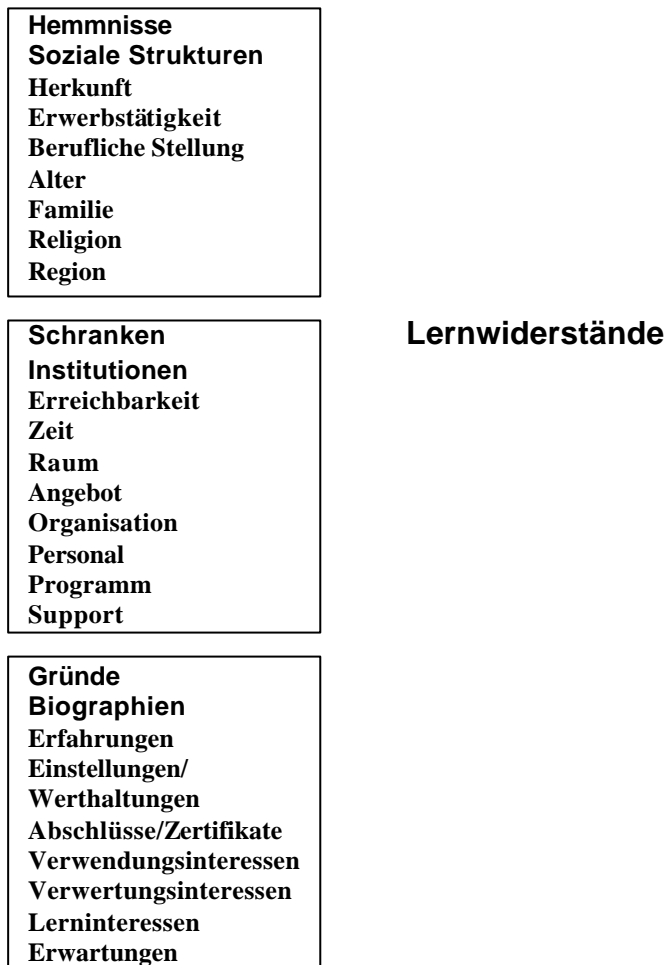 Hemmnisse
Soziale Strukturen
Herkunft
Erwerbstätigkeit
Berufliche Stellung
Alter
Familie
Religion
Region
Schranken
Institutionen
Erreichbarkeit
Zeit
Raum
Angebot
Organisation
Personal
Programm
Support
Lernwiderstände
Gründe
Biographien
Erfahrungen
Einstellungen/
Werthaltungen
Abschlüsse/Zertifikate
Verwendungsinteressen
Verwertungsinteressen
Lerninteressen
Erwartungen